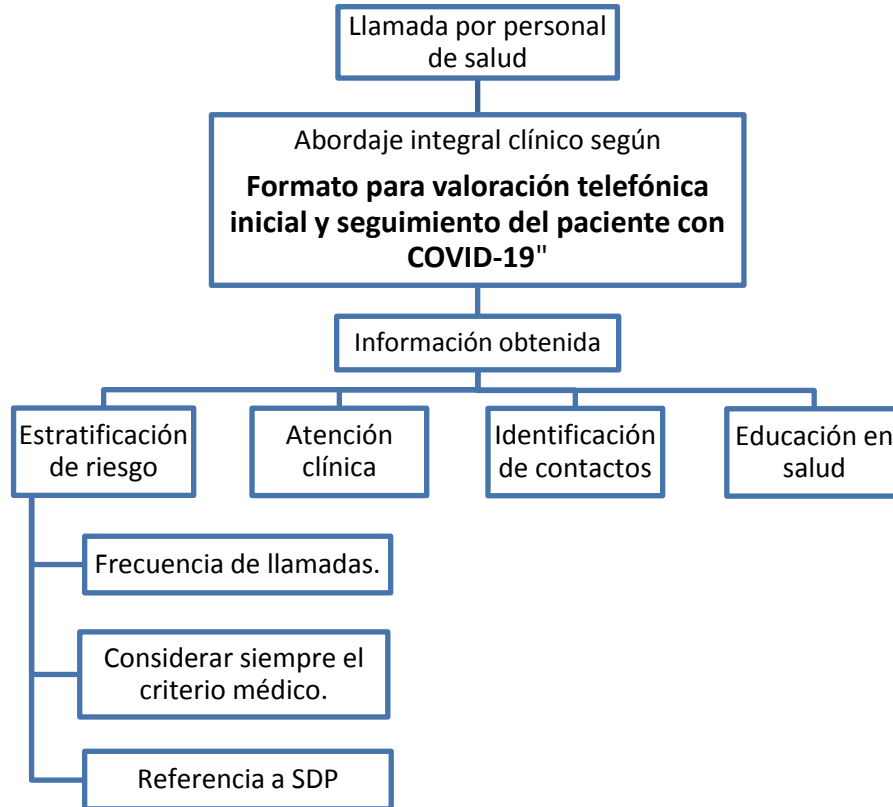 Llamada por personal
de salud
Abordaje integral clínico según
Formato para valoración telefónica
inicial y seguimiento del paciente con
COVID-19"
Información obtenida
Estratificación
de riesgo
Atención
clínica
Identificación
de contactos
Educación en
salud
Frecuencia de llamadas.
Considerar siempre el
criterio médico.
Referencia a SDP